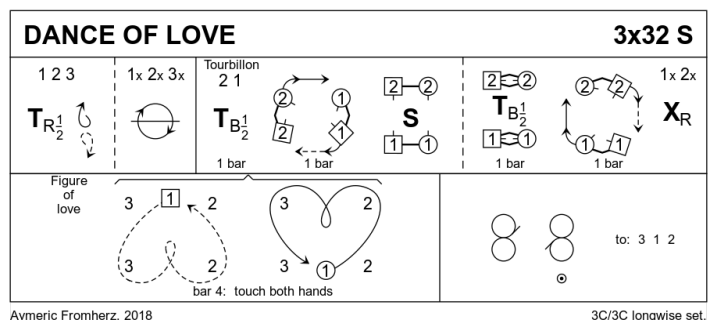 DANCE OF LOVE 3x32 S
1 2 3
T R 1/2
1x 2x 3x
Tourbillon
2 1
T B 1/2
1 bar
2 2 1 1
1 bar
2 2
S
1 1
2 2
T B 1/2
1 1
1 bar
2 2
1 1
1 bar
1x 2x
X R
Figure
of
love
3 1 2
3 2
3 2
3 1 2
bar 4: touch both hands
to: 3 1 2
Aymeric Fromherz, 2018 3C/3C longwise set.